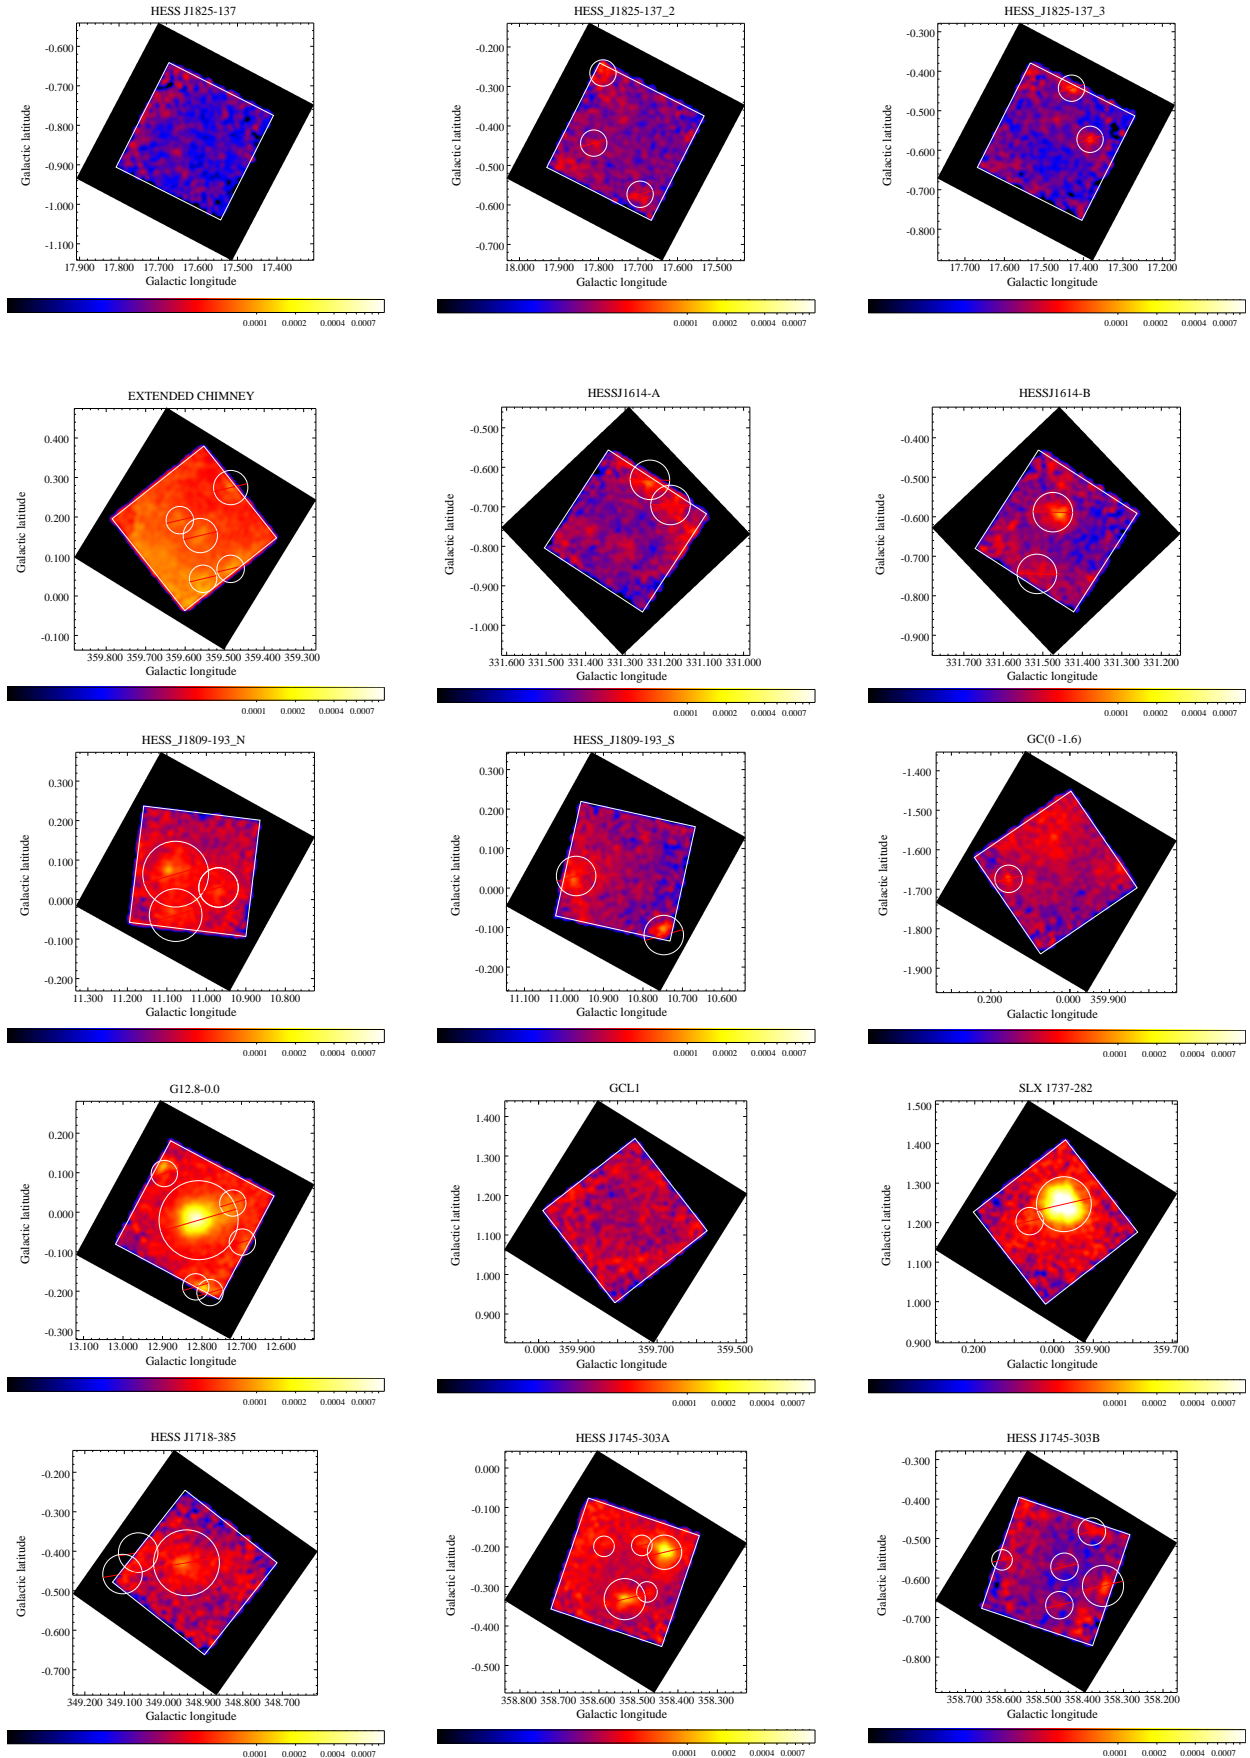 HESS J1825-137
-0.600
-0.700
-0.800
-0.900
-1.000
-1.100
Galactic latitude
17.900 17.800 17.700 17.600 17.500 17.400
Galactic longitude
0.0001 0.0002 0.0004 0.0007
HESS_J1825-137_2
-0.200
-0.300
-0.400
-0.500
-0.600
-0.700
Galactic latitude
18.000 17.900 17.800 17.700 17.600 17.500
Galactic longitude
0.0001 0.0002 0.0004 0.0007
HESS_J1825-137_3
-0.300
-0.400
-0.500
-0.600
-0.700
-0.800
Galactic latitude
17.700 17.600 17.500 17.400 17.300 17.200
Galactic longitude
0.0001 0.0002 0.0004 0.0007
EXTENDED CHIMNEY
0.400
0.300
0.200
0.100
0.000
-0.100
Galactic latitude
359.800 359.700 359.600 359.500 359.400 359.300
Galactic longitude
0.0001 0.0002 0.0004 0.0007
HESSJ1614-A
-0.500
-0.600
-0.700
-0.800
-0.900
-1.000
Galactic latitude
331.600 331.500 331.400 331.300 331.200 331.100 331.000
Galactic longitude
0.0001 0.0002 0.0004 0.0007
HESSJ1614-B
-0.400
-0.500
-0.600
-0.700
-0.800
-0.900
Galactic latitude
331.700 331.600 331.500 331.400 331.300 331.200
Galactic longitude
0.0001 0.0002 0.0004 0.0007
HESS_J1809-193_N
0.300
0.200
0.100
0.000
-0.100
-0.200
Galactic latitude
11.300 11.200 11.100 11.000 10.900 10.800
Galactic longitude
0.0001 0.0002 0.0004 0.0007
HESS_J1809-193_S
0.300
0.200
0.100
0.000
-0.100
-0.200
Galactic latitude
11.100 11.000 10.900 10.800 10.700 10.600
Galactic longitude
0.0001 0.0002 0.0004 0.0007
GC(0 -1.6)
-1.400
-1.500
-1.600
-1.700
-1.800
-1.900
Galactic latitude
0.200 0.000 359.900
Galactic longitude
0.0001 0.0002 0.0004 0.0007
G12.8-0.0
0.200
0.100
0.000
-0.100
-0.200
-0.300
Galactic latitude
13.100 13.000 12.900 12.800 12.700 12.600
Galactic longitude
0.0001 0.0002 0.0004 0.0007
GCL1
1.400
1.300
1.200
1.100
1.000
0.900
Galactic latitude
0.000 359.900 359.800 359.700 359.500
Galactic longitude
0.0001 0.0002 0.0004 0.0007
SLX 1737-282
1.500
1.400
1.300
1.200
1.100
1.000
0.900
Galactic latitude
0.200 0.000 359.900 359.700
Galactic longitude
0.0001 0.0002 0.0004 0.0007
HESS J1718-385
-0.200
-0.300
-0.400
-0.500
-0.600
-0.700
Galactic latitude
349.200 349.100 349.000 348.900 348.800 348.700
Galactic longitude
0.0001 0.0002 0.0004 0.0007
HESS J1745-303A
0.000
-0.100
-0.200
-0.300
-0.400
-0.500
Galactic latitude
358.800 358.700 358.600 358.500 358.400 358.300
Galactic longitude
0.0001 0.0002 0.0004 0.0007
HESS J1745-303B
-0.300
-0.400
-0.500
-0.600
-0.700
-0.800
Galactic latitude
358.700 358.600 358.500 358.400 358.300 358.200
Galactic longitude
0.0001 0.0002 0.0004 0.0007